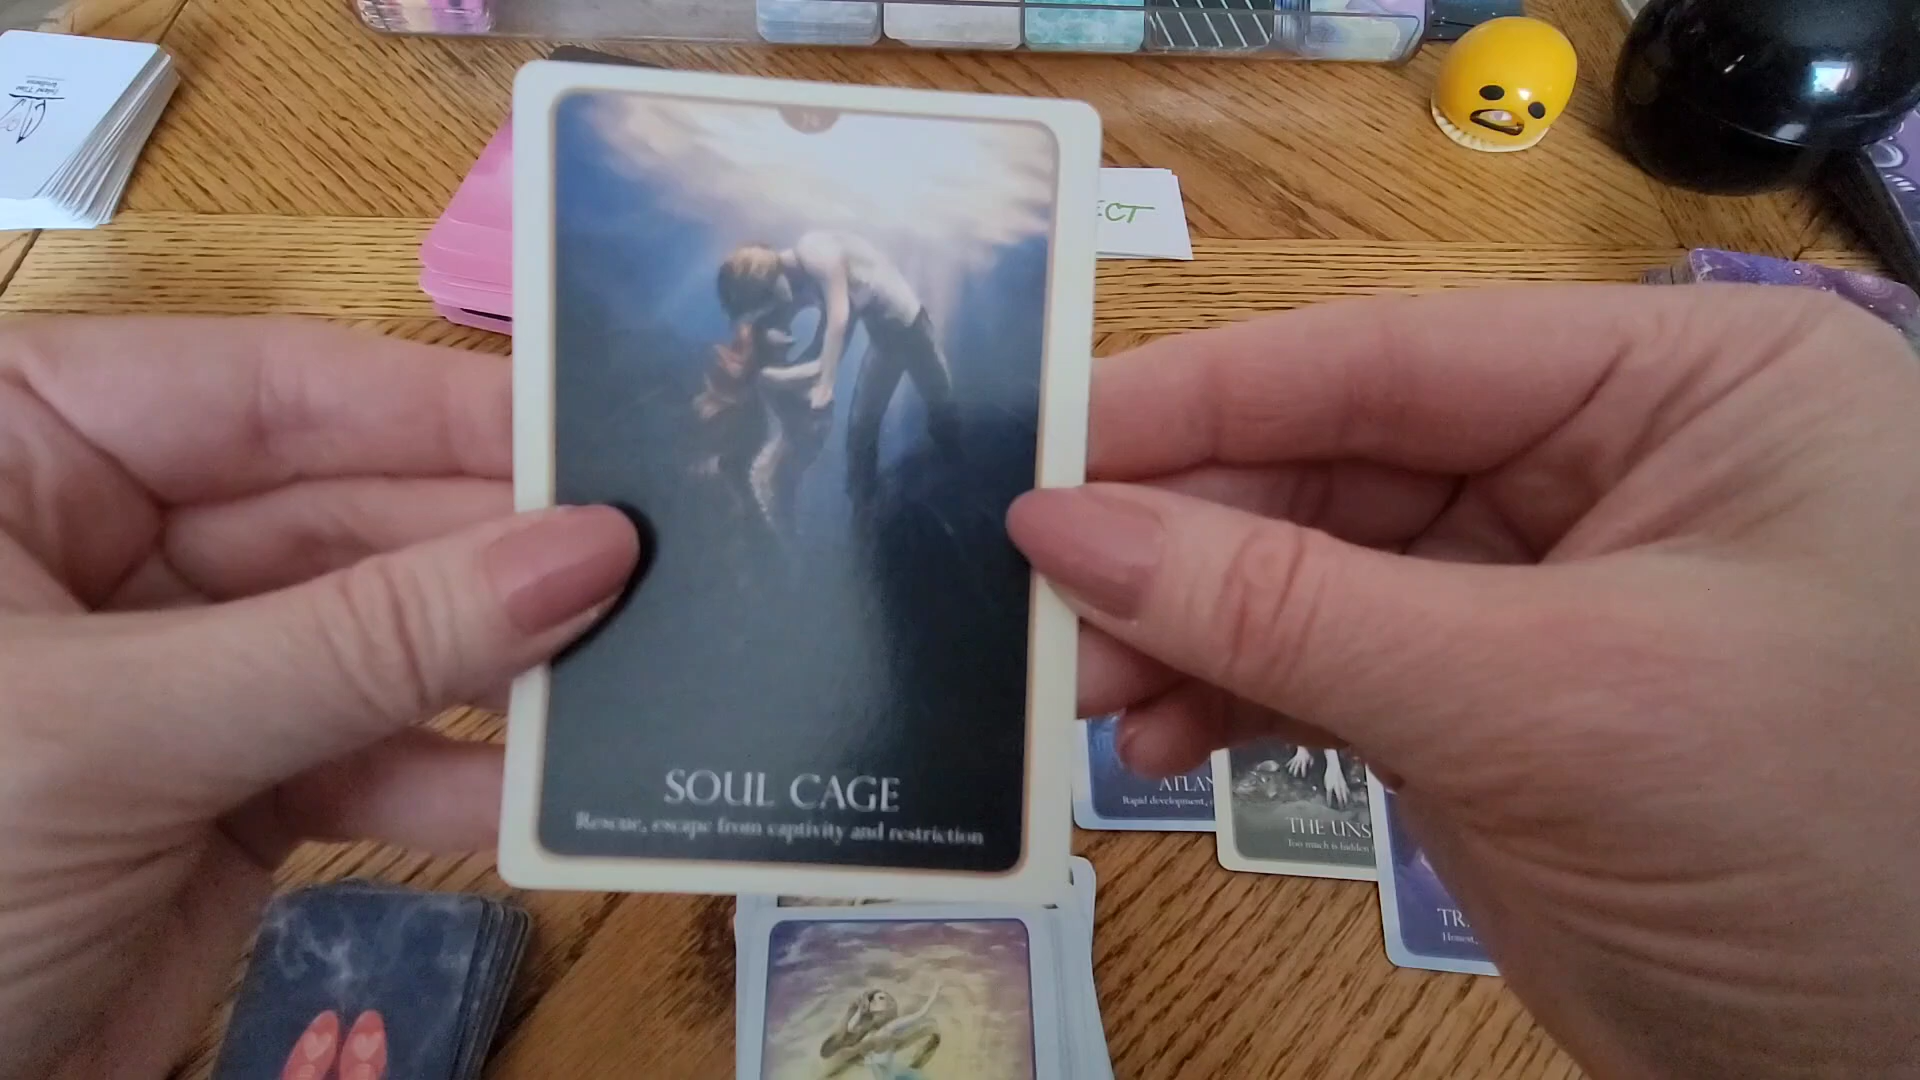 ECT
SOUL CAGE
Rescue, escape from captivity and restriction
ATLAN
Rapid development,
THE UNS
Too much is hidden
TR
Honest,